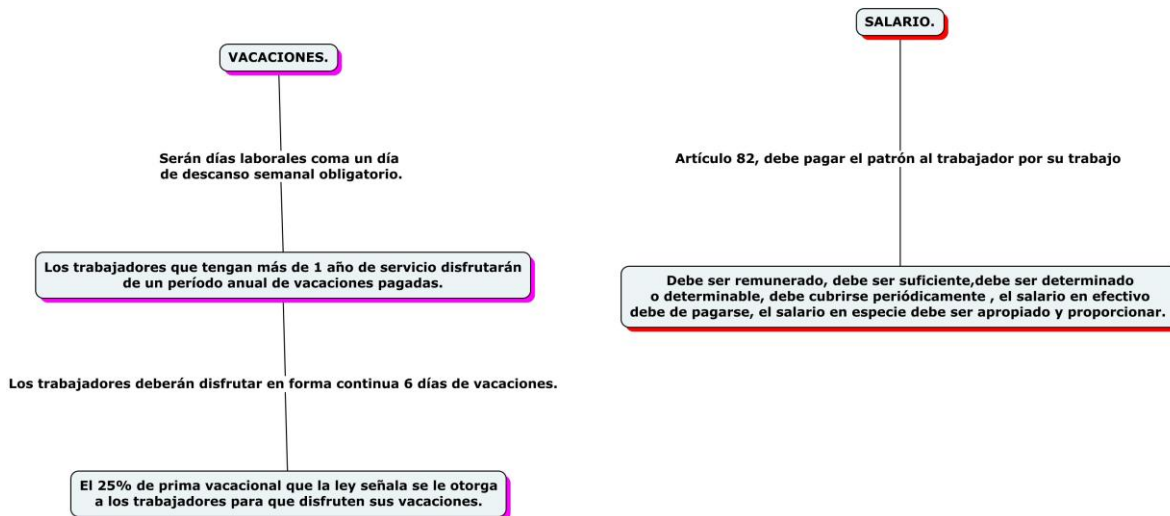 VACACIONES.
Serán días laborales coma un día
de descanso semanal obligatorio.
Los trabajadores que tengan más de 1 año de servicio disfrutarán
de un período anual de vacaciones pagadas.
Los trabajadores deberán disfrutar en forma continua 6 días de vacaciones.
El 25% de prima vacacional que la ley señala se le otorga
a los trabajadores para que disfruten sus vacaciones.
SALARIO.
Artículo 82, debe pagar el patrón al trabajador por su trabajo
Debe ser remunerado, debe ser suficiente,debe ser determinado
o determinable, debe cubrirse periódicamente , el salario en efectivo
debe de pagarse, el salario en especie debe ser apropiado y proporcionar.